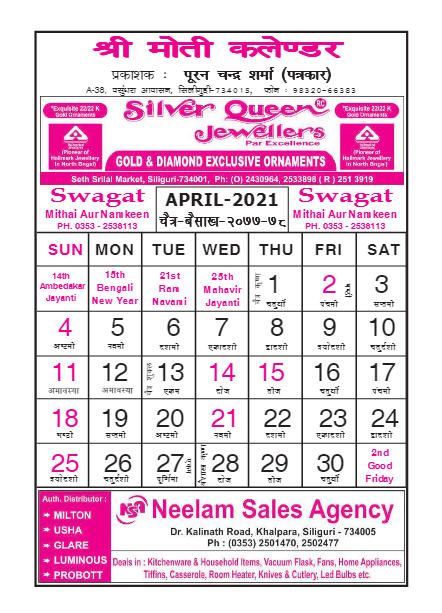 श्री मोती कलेण्डर
प्रकाशक : पूरन चन्द्र शर्मा (पत्रकार)
A-38, वसुंधरा आवासन, सिलीगुड़ी-734015, फोन : 98320-66383
"Exquisite 22/22 K Gold Ornaments
Silver Queen RC
Jewellers
Par Excellence
"Exquisite 22/22 K Gold Ornaments
(Pioneer of Hallmark Jewellery in North Bngal)
(Pioneer of Hallmark Jewellery in North Bngal)
GOLD & DIAMOND EXCLUSIVE ORNAMENTS
Seth Srilal Market, Siliguri-734001, Ph: (O) 2430964, 2533898 ( R ) 251 3919
Swagat
Mithai Aur Namkeen
PH. 0353 - 2538113
APRIL-2021
चैत्र-बैसाख-२०७७-७८
Swagat
Mithai Aur Namkeen
PH. 0353 - 2538113
SUN MON TUE WED THU FRI SAT
14th Ambedakar Jayanti
15th Bengali New Year
21st Ram Navami
25th Mahavir Jayanti
चैत्र कृष्ण 1 चतुर्थी
2 पंचमी
3 सप्तमी
4 अष्टमी
5 नवमी
6 दशमी
7 एकादशी
8 द्वादशी
9 त्रयोदशी
10 चतुर्दशी
11 अमावस्या
12 अमावस्या
चैत्र शुक्ल 13 एकम
14 दोज
15 तीज
16 चतुर्थी
17 पंचमी
18 षष्ठी
19 सप्तमी
20 अष्टमी
21 नवमी
22 दशमी
23 एकादशी
24 द्वादशी
25 त्रयोदशी
26 चतुर्दशी
27 पूर्णिमा
बैसाख कृष्ण 28 दोज
29 तीज
30 चतुर्थी
2nd Good Friday
Auth. Distributor :
MILTON
USHA
GLARE
LUMINOUS
PROBOTT
NSA Neelam Sales Agency
Dr. Kalinath Road, Khalpara, Siliguri - 734005
Ph : (0353) 2501470, 2502477
Deals in : Kitchenware & Household Items, Vacuum Flask, Fans, Home Appliances,
Tiffins, Casserole, Room Heater, Knives & Cutlery, Led Bulbs etc.